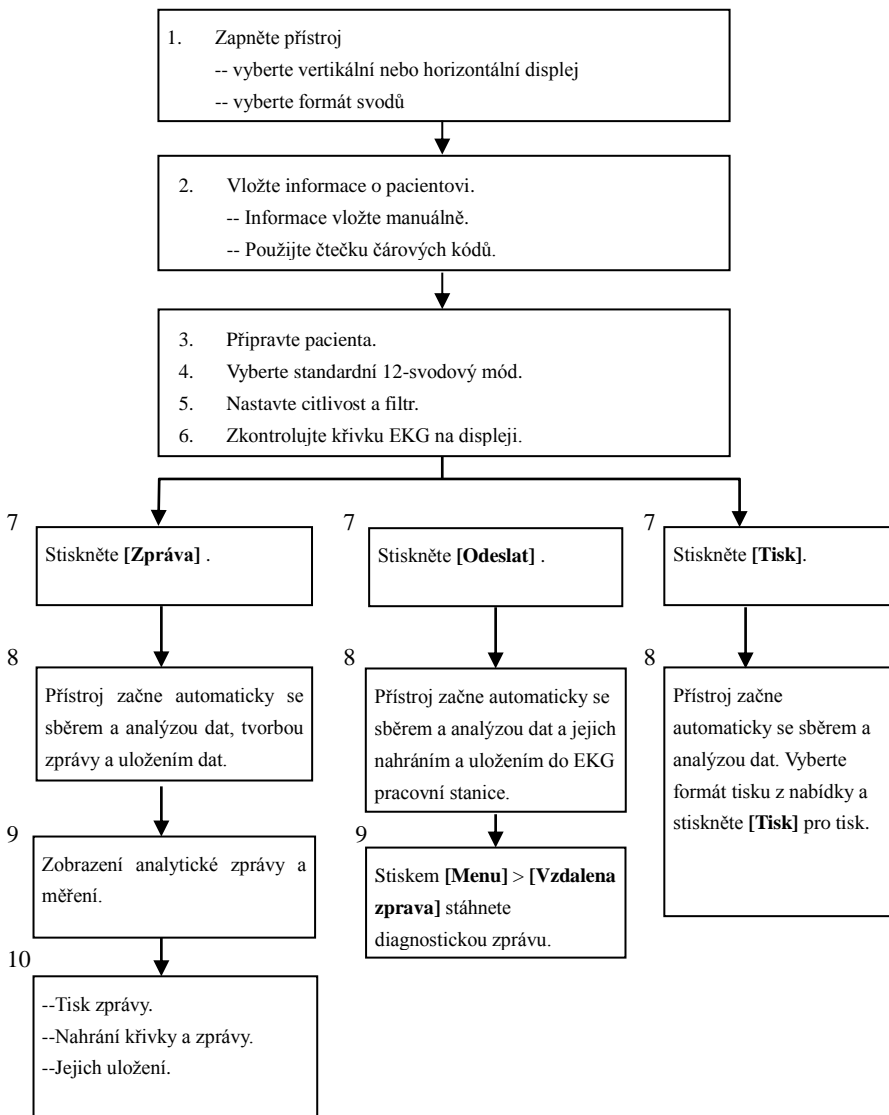 1. Zapněte přístroj
-- vyberte vertikální nebo horizontální displej
-- vyberte formát svodů
2. Vložte informace o pacientovi.
-- Informace vložte manuálně.
-- Použijte čtečku čárových kódů.
3. Připravte pacienta.
4. Vyberte standardní 12-svodový mód.
5. Nastavte citlivost a filtr.
6. Zkontrolujte křivku EKG na displeji.
7
Stiskněte [Zpráva] .
8
Přístroj začne automaticky se
sběrem a analýzou dat, tvorbou
zprávy a uložením dat.
9
Zobrazení analytické zprávy a
měření.
10
--Tisk zprávy.
--Nahrání křivky a zprávy.
--Jejich uložení.
7
Stiskněte [Odeslat] .
8
Přístroj začne automaticky se
sběrem a analýzou dat a jejich
nahráním a uložením do EKG
pracovní stanice.
9
Stiskem [Menu] > [Vzdalena
zprava] stáhnete
diagnostickou zprávu.
7
Stiskněte [Tisk].
8
Přístroj začne
automaticky se sběrem a
analýzou dat. Vyberte
formát tisku z nabídky a
stiskněte [Tisk] pro tisk.